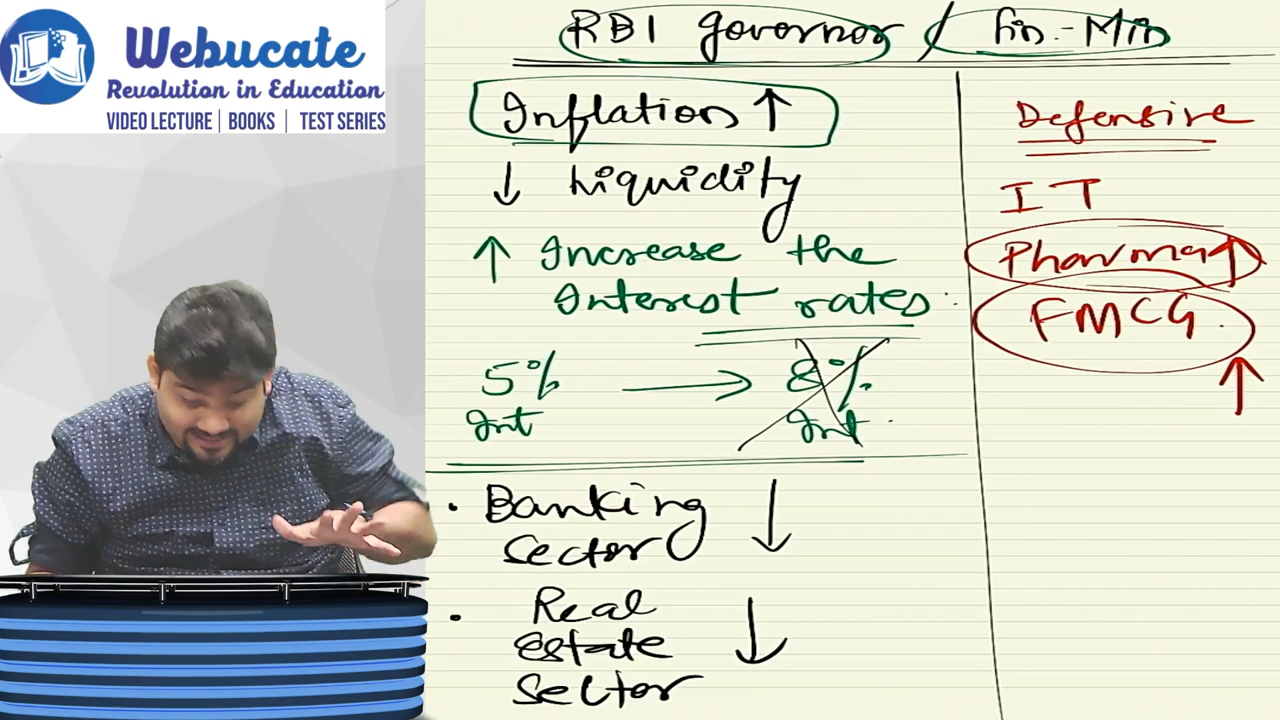 Webucate
Revolution in Education
VIDEO LECTURE | BOOKS | TEST SERIES
RBI governor / fin.-Min
Inflation ↑
↓ Liquidity
↑ Increase the
Interest rates
5% → 8%
Int Int
• Banking ↓
Sector
• Real
Estate ↓
Sector
Defensive
IT
Pharma ↑
FMCG
↑